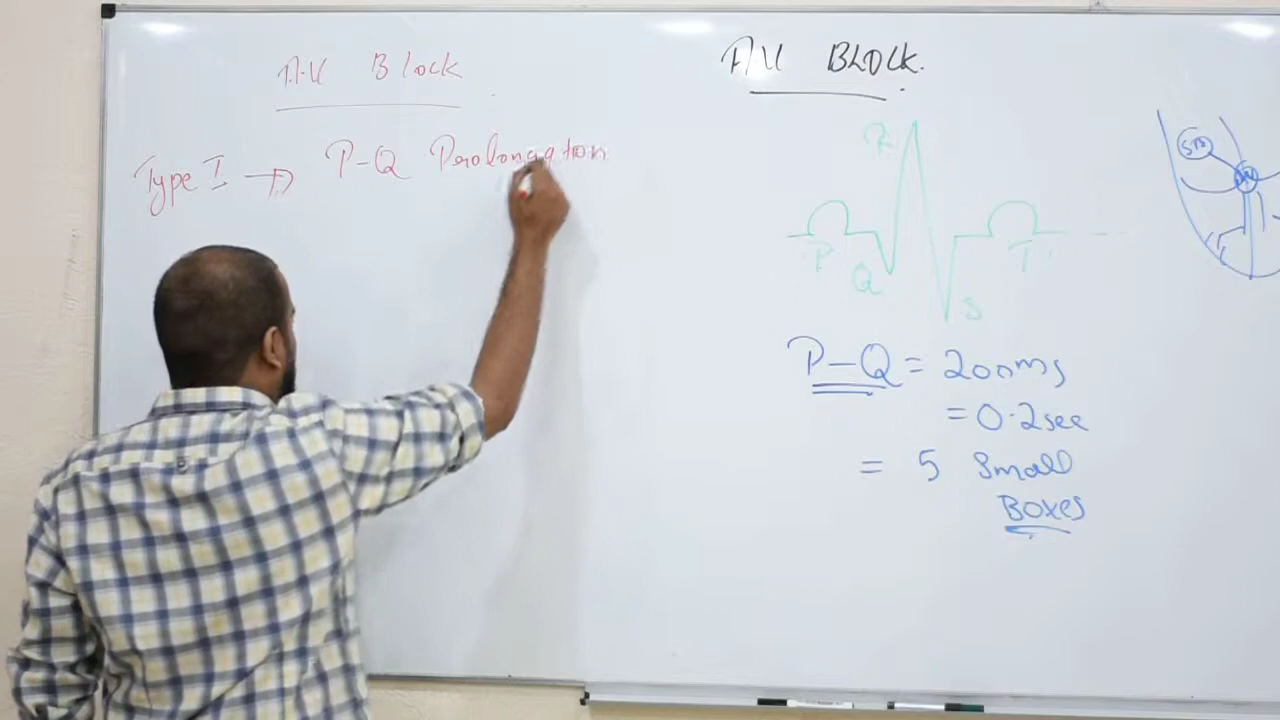 A.V Block
Type I → P-Q Prolongation
A/V BLOCK.
R
P
Q
S
T
SA
AV
P-Q = 200ms
= 0.2sec
= 5 Small
Boxes